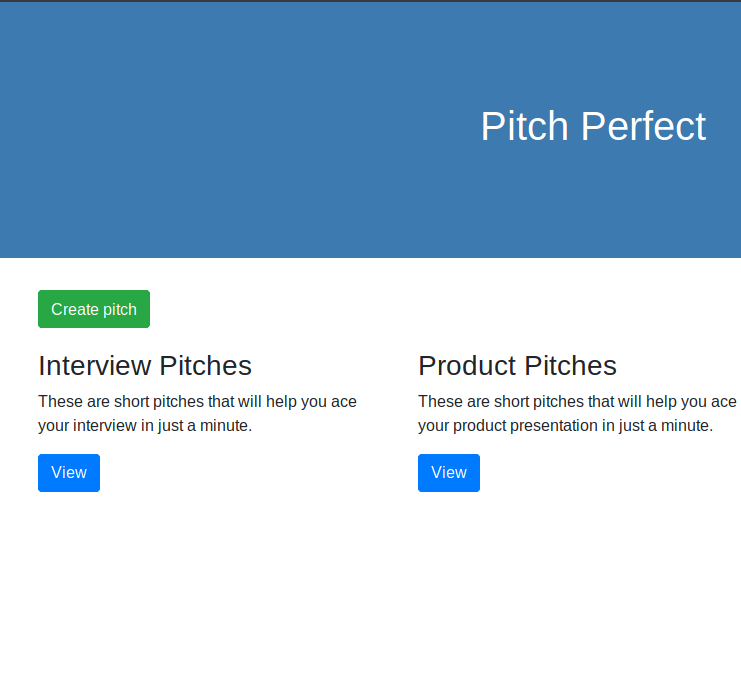 Pitch Perfect
Create pitch
Interview Pitches
These are short pitches that will help you ace
your interview in just a minute.
View
Product Pitches
These are short pitches that will help you ace
your product presentation in just a minute.
View